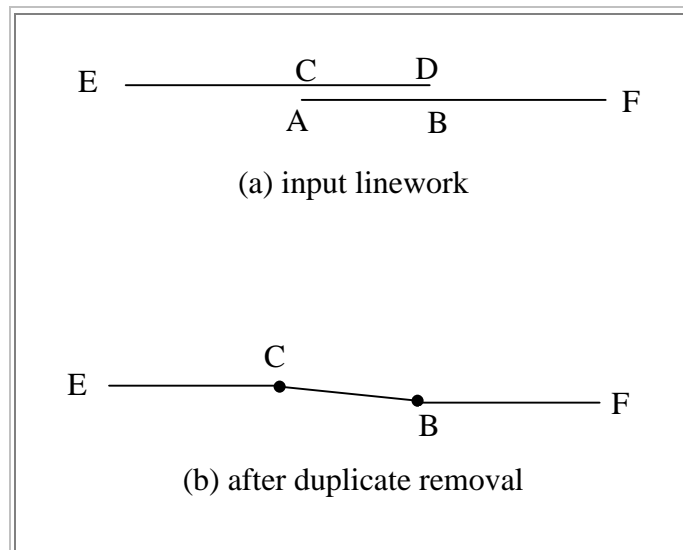 E C D
A B F
(a) input linework
C
E F
B
(b) after duplicate removal